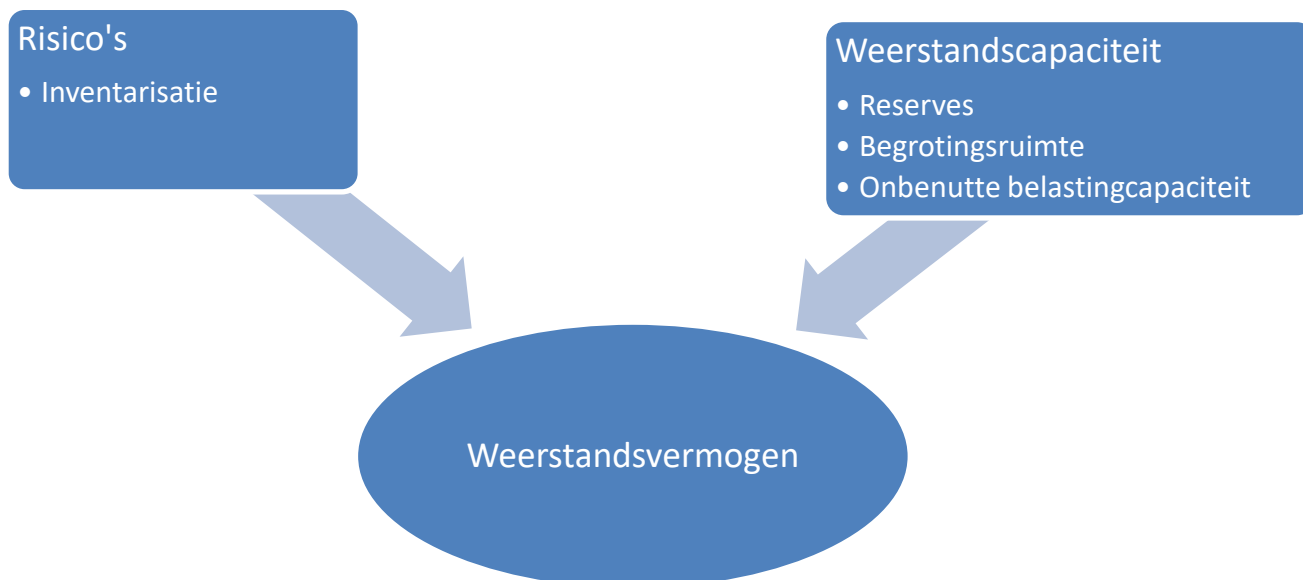 Risico's
• Inventarisatie
Weerstandscapaciteit
• Reserves
• Begrotingsruimte
• Onbenutte belastingcapaciteit
Weerstandsvermogen